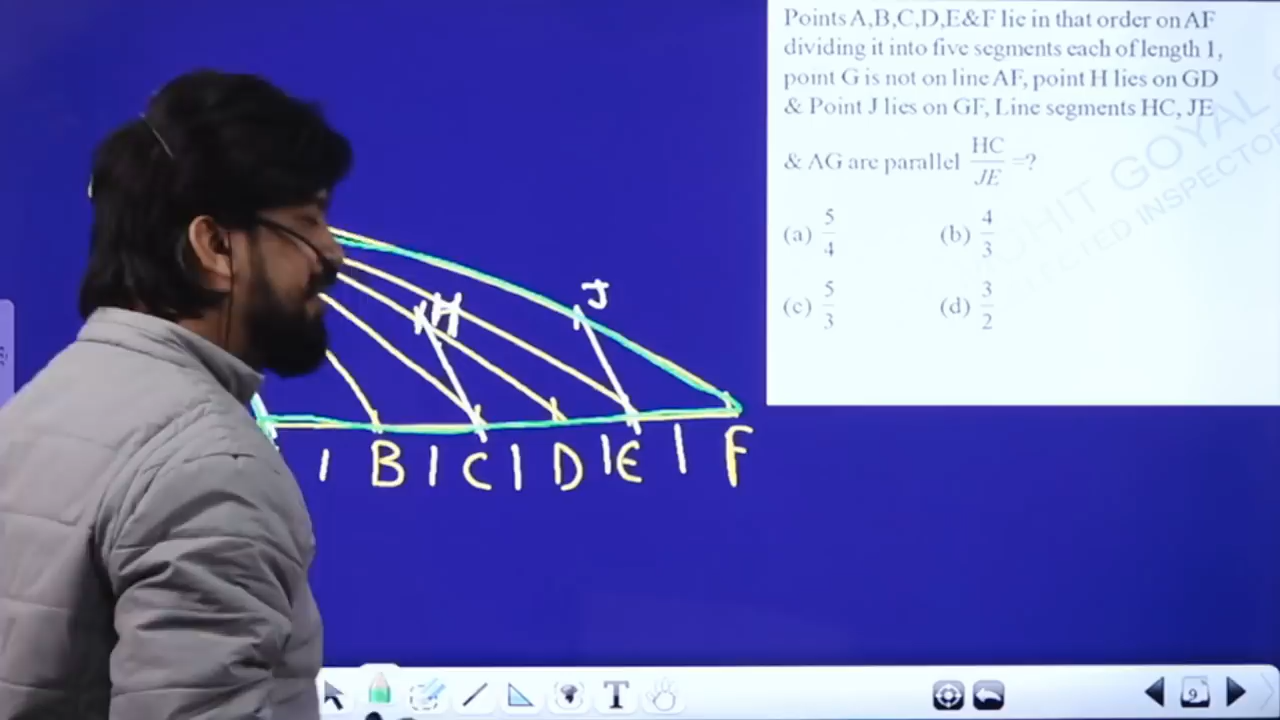 Points A,B,C,D,E&F lie in that order on AF
dividing it into five segments each of length 1,
point G is not on line AF, point H lies on GD
& Point J lies on GF, Line segments HC, JE
& AG are parallel HC/JE =?
(a) 5/4 (b) 4/3
(c) 5/3 (d) 3/2
J
H
1 B 1 C 1 D 1 E 1 F
T
9